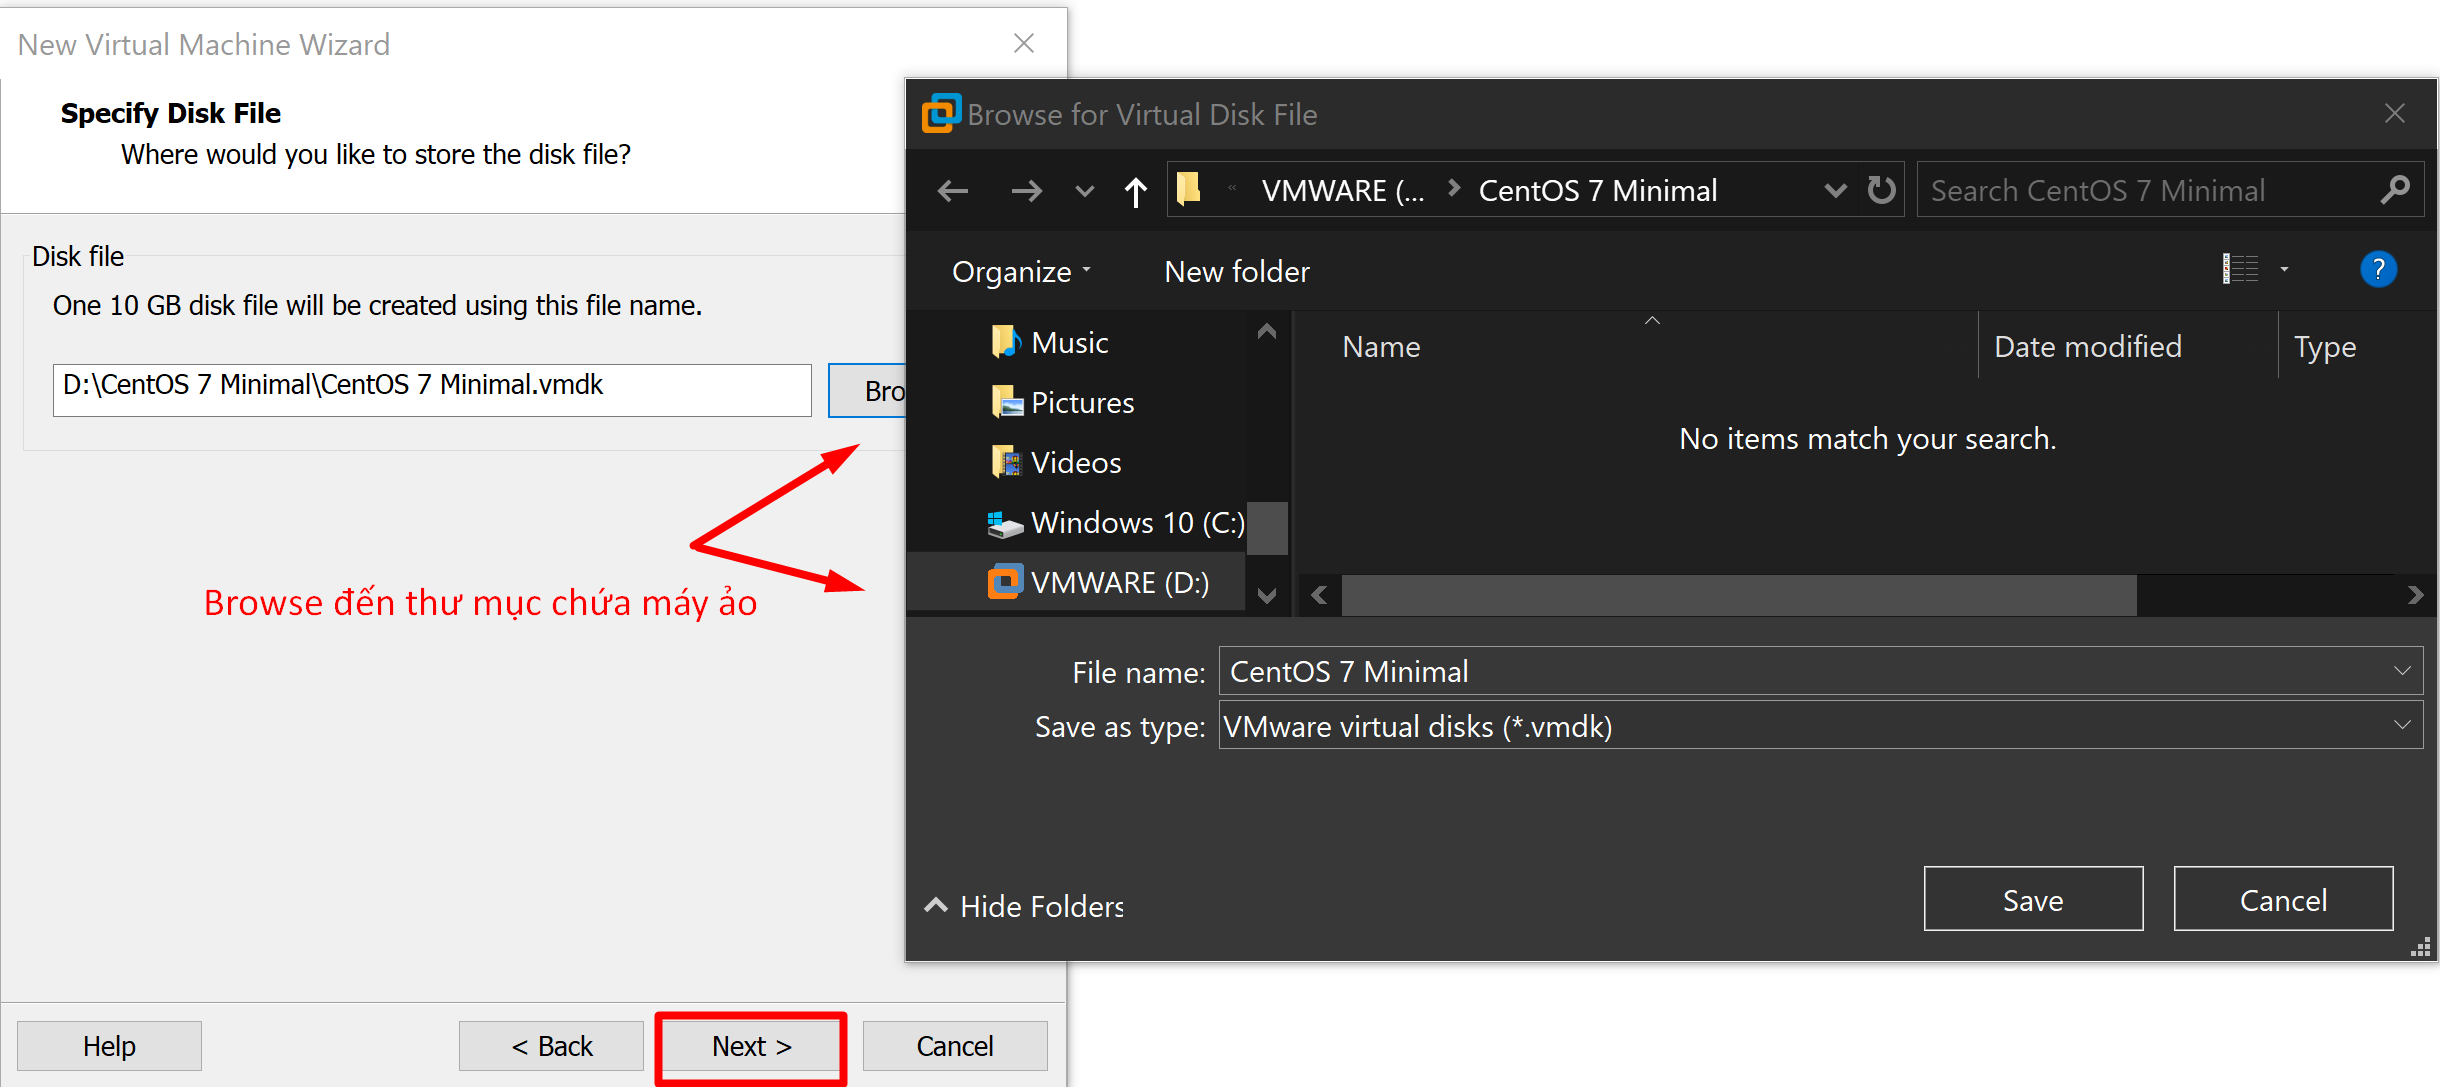 New Virtual Machine Wizard
Specify Disk File
Where would you like to store the disk file?
Disk file
One 10 GB disk file will be created using this file name.
D:\CentOS 7 Minimal\CentOS 7 Minimal.vmdk
Bro
Browse đến thư mục chứa máy ảo
Help
< Back
Next >
Cancel
Browse for Virtual Disk File
« VMWARE (... > CentOS 7 Minimal
Search CentOS 7 Minimal
Organize
New folder
?
Music
Pictures
Videos
Windows 10 (C:)
VMWARE (D:)
Name
Date modified
Type
No items match your search.
File name:
CentOS 7 Minimal
Save as type:
VMware virtual disks (*.vmdk)
Hide Folders
Save
Cancel